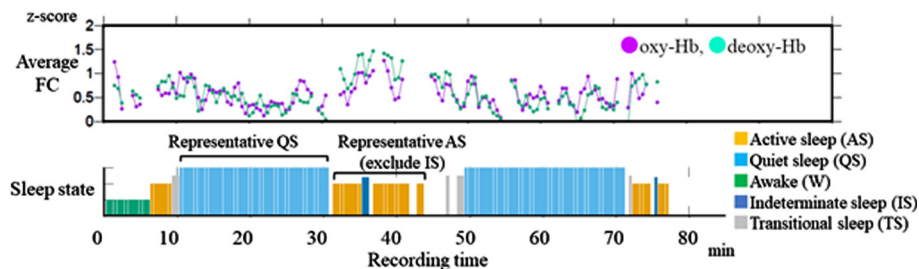 z-score
2
1.5
1
0.5
0
Average
FC
oxy-Hb, deoxy-Hb
Representative QS
Representative AS
(exclude IS)
Sleep state
Active sleep (AS)
Quiet sleep (QS)
Awake (W)
Indeterminate sleep (IS)
Transitional sleep (TS)
0 10 20 30 40 50 60 70 80 min
Recording time